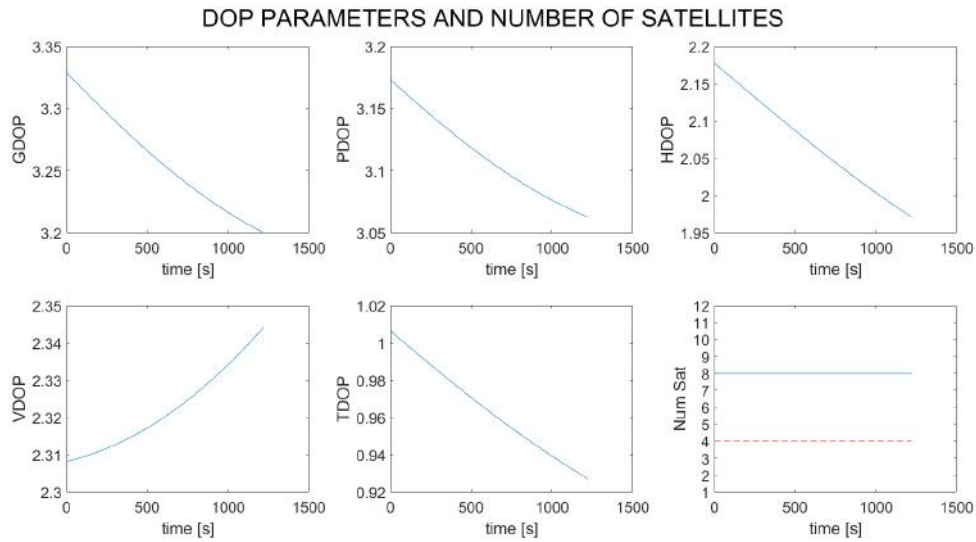 DOP PARAMETERS AND NUMBER OF SATELLITES
3.35
3.3
3.25
3.2
GDOP
0 500 1000 1500
time [s]
3.2
3.15
3.1
3.05
PDOP
0 500 1000 1500
time [s]
2.2
2.15
2.1
2.05
2
1.95
HDOP
0 500 1000 1500
time [s]
2.35
2.34
2.33
2.32
2.31
2.3
VDOP
0 500 1000 1500
time [s]
1.02
1
0.98
0.96
0.94
0.92
TDOP
0 500 1000 1500
time [s]
12
11
10
9
8
7
6
5
4
3
2
1
Num Sat
0 500 1000 1500
time [s]